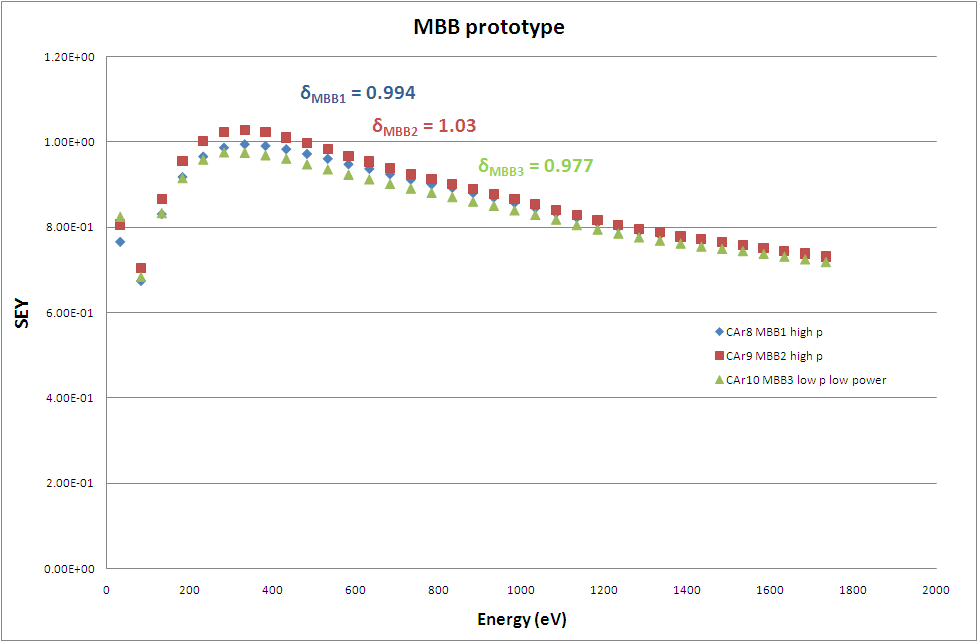 MBB prototype
1.20E+00
1.00E+00
8.00E-01
6.00E-01
4.00E-01
2.00E-01
0.00E+00
SEY
δMBB1 = 0.994
δMBB2 = 1.03
δMBB3 = 0.977
CAr8 MBB1 high p
CAr9 MBB2 high p
CAr10 MBB3 low p low power
0 200 400 600 800 1000 1200 1400 1600 1800 2000
Energy (eV)